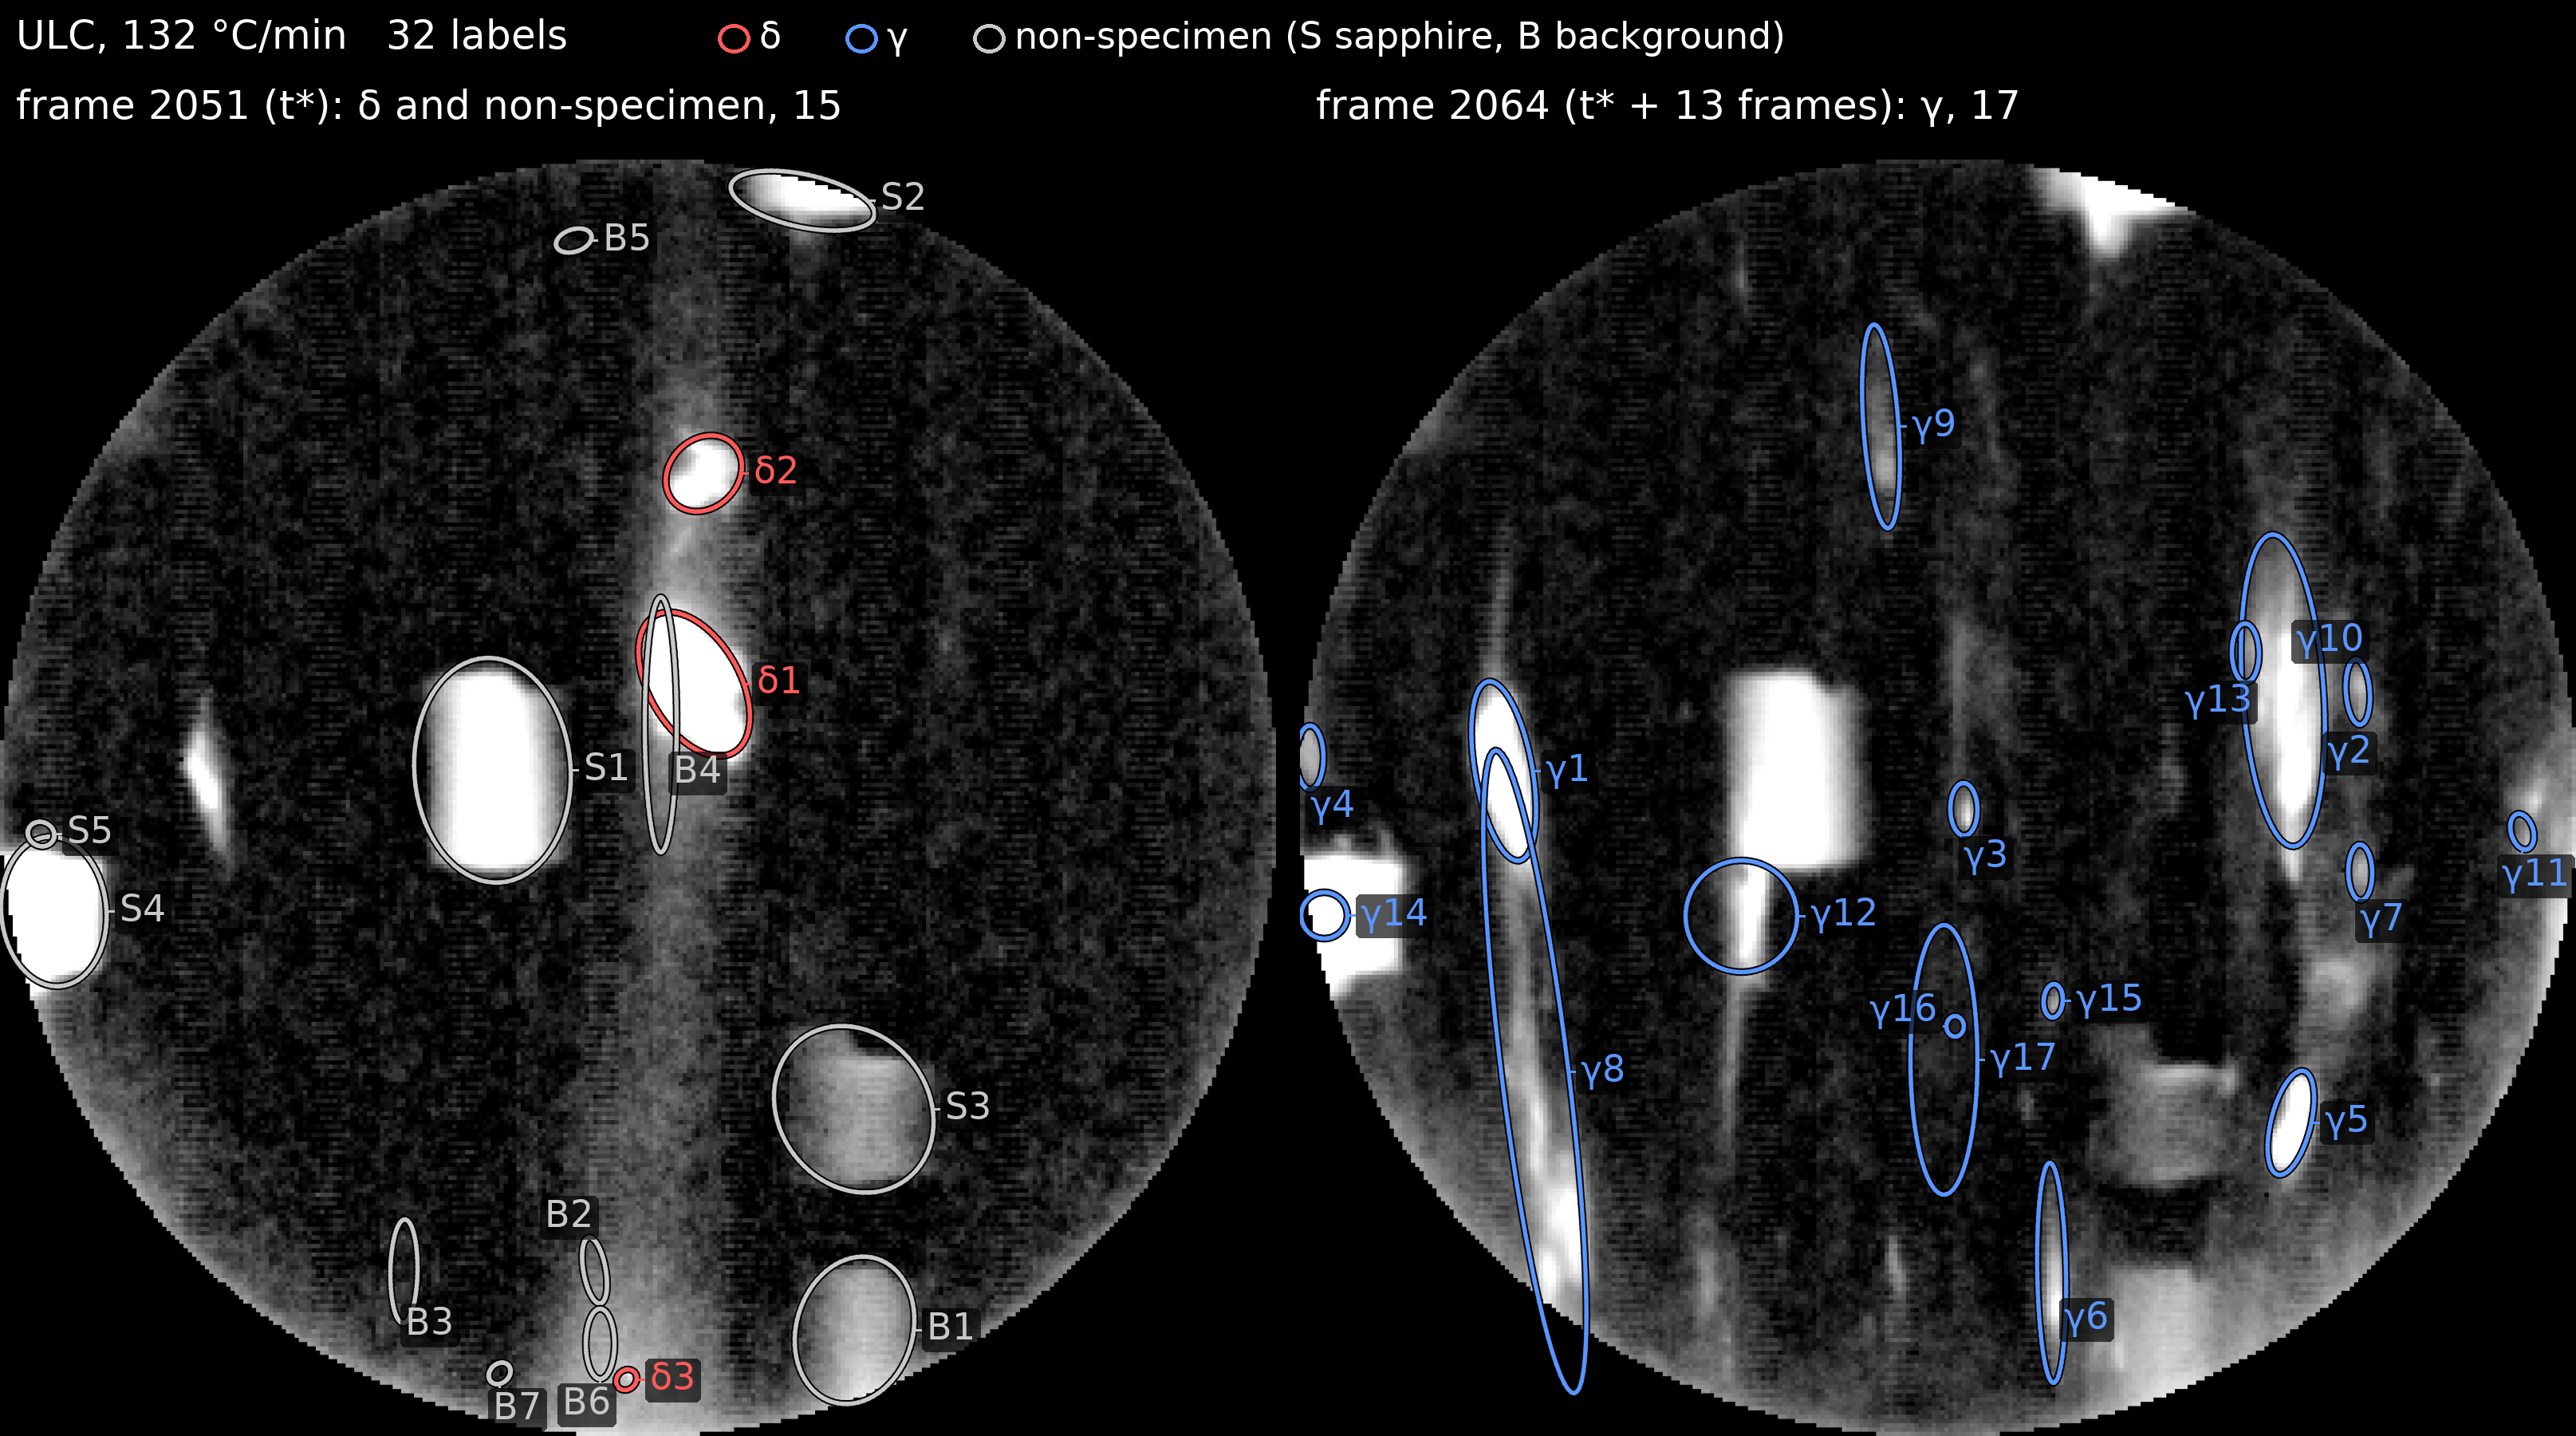 ULC, 132 °C/min 32 labels δ γ non-specimen (S sapphire, B background)
frame 2051 (t*): δ and non-specimen, 15
frame 2064 (t* + 13 frames): γ, 17
S2
B5
δ2
δ1
S1
B4
S5
S4
S3
B2
B3
B1
δ3
B6
B7
γ9
γ10
γ13
γ2
γ1
γ4
γ3
γ11
γ14
γ12
γ7
γ16
γ15
γ17
γ8
γ5
γ6